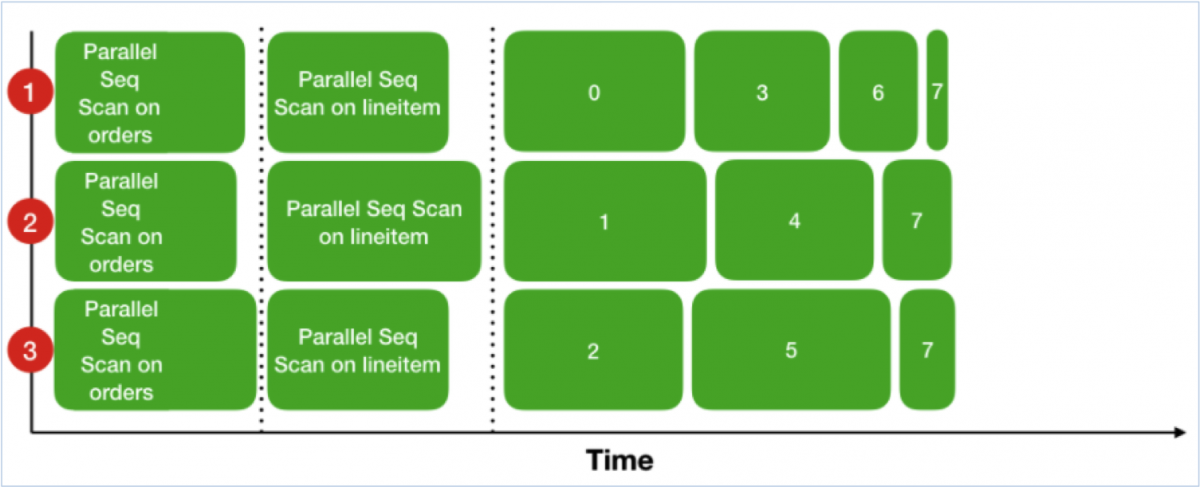 1
Parallel
Seq
Scan on
orders
Parallel Seq
Scan on lineitem
0
3
6
7
2
Parallel
Seq
Scan on
orders
Parallel Seq Scan
on lineitem
1
4
7
3
Parallel
Seq
Scan on
orders
Parallel Seq
Scan on lineitem
2
5
7
Time